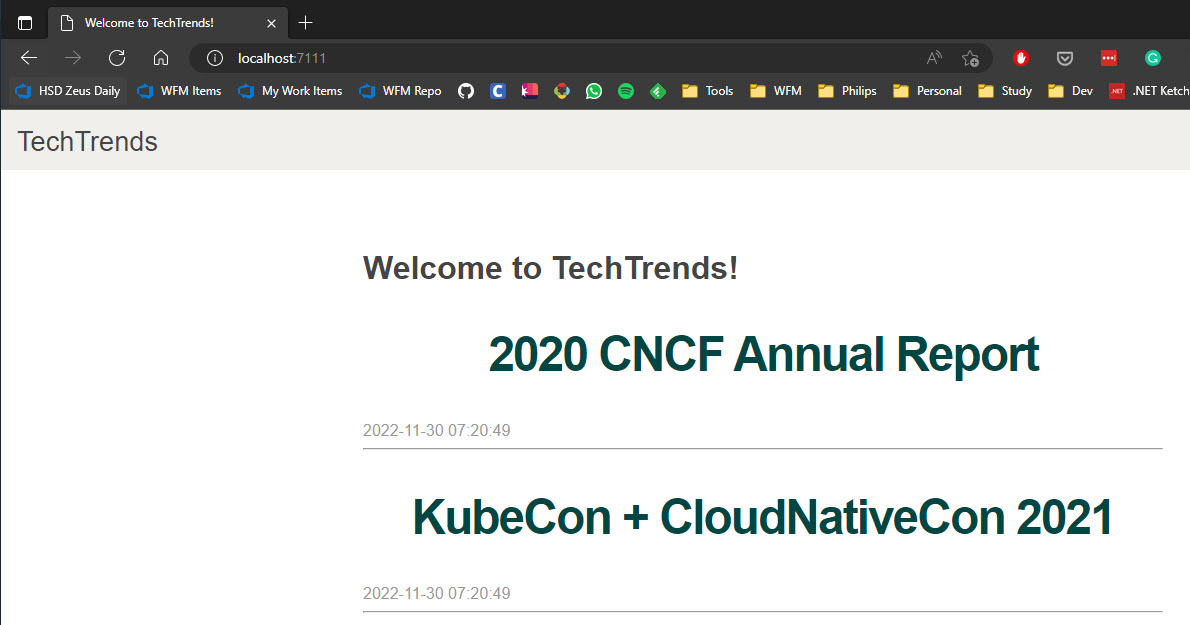 Welcome to TechTrends!
localhost:7111
HSD Zeus Daily WFM Items My Work Items WFM Repo Tools WFM Philips Personal Study Dev .NET Ketch
TechTrends
Welcome to TechTrends!
2020 CNCF Annual Report
2022-11-30 07:20:49
KubeCon + CloudNativeCon 2021
2022-11-30 07:20:49